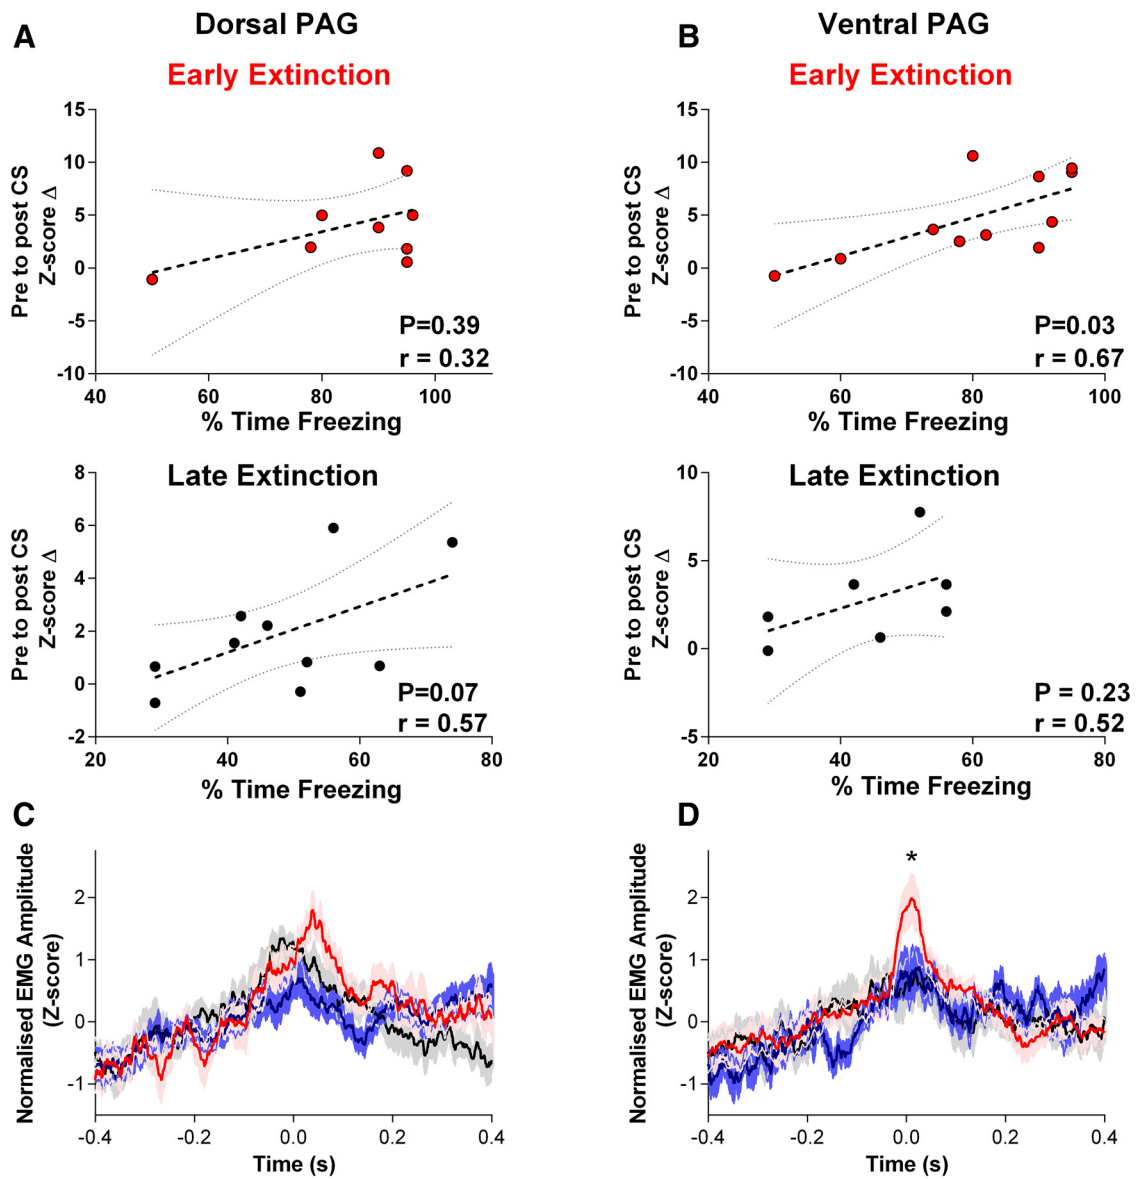 A
Dorsal PAG
Early Extinction
15
10
5
0
-5
-10
Pre to post CS
Z-score Δ
P=0.39
r = 0.32
40
60
80
100
% Time Freezing
B
Ventral PAG
Early Extinction
15
10
5
0
-5
-10
Pre to post CS
Z-score Δ
P=0.03
r = 0.67
40
60
80
100
% Time Freezing
Late Extinction
8
6
4
2
0
-2
Pre to post CS
Z-score Δ
P=0.07
r = 0.57
20
40
60
80
% Time Freezing
Late Extinction
10
5
0
-5
Pre to post CS
Z-score Δ
P = 0.23
r = 0.52
20
40
60
80
% Time Freezing
C
Normalised EMG Amplitude
(Z-score)
2
1
0
-1
-0.4
-0.2
0.0
0.2
0.4
Time (s)
D
Normalised EMG Amplitude
(Z-score)
*
2
1
0
-1
-0.4
-0.2
0.0
0.2
0.4
Time (s)